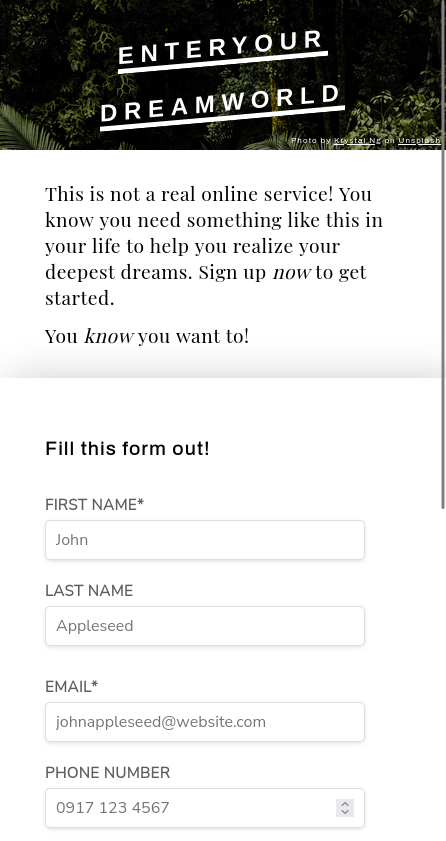 ENTERYOUR
DREAMWORLD
Photo by Krystal Ng on Unsplash
This is not a real online service! You
know you need something like this in
your life to help you realize your
deepest dreams. Sign up now to get
started.
You know you want to!
Fill this form out!
FIRST NAME*
John
LAST NAME
Appleseed
EMAIL*
johnappleseed@website.com
PHONE NUMBER
0917 123 4567